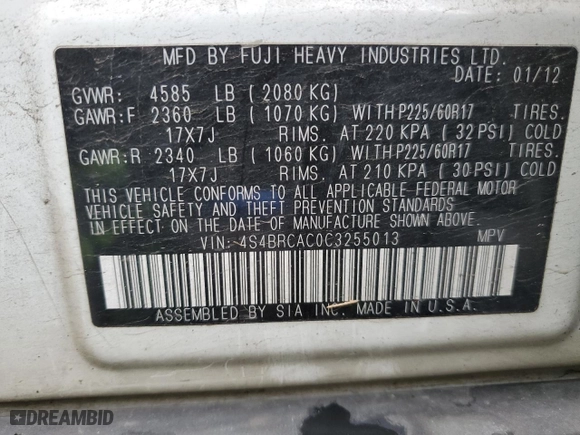 MFD BY FUJI HEAVY INDUSTRIES LTD.
DATE: 01/12
GVWR: 4585 LB ( 2080 KG)
GAWR:F 2360 LB ( 1070 KG) WITH P225/60R17 TIRES.
17X7J RIMS. AT 220 KPA ( 32 PSI) COLD
GAWR:R 2340 LB ( 1060 KG) WITH P225/60R17 TIRES.
17X7J RIMS. AT 210 KPA ( 30 PSI) COLD
THIS VEHICLE CONFORMS TO ALL APPLICABLE FEDERAL MOTOR
VEHICLE SAFETY AND THEFT PREVENTION STANDARDS
IN EFFECT ON THE DATE OF MANUFACTURE SHOWN ABOVE.
VIN: 4S4BRCAC0C3255013 MPV
ASSEMBLED BY SIA INC. MADE IN U.S.A.
DREAMBID